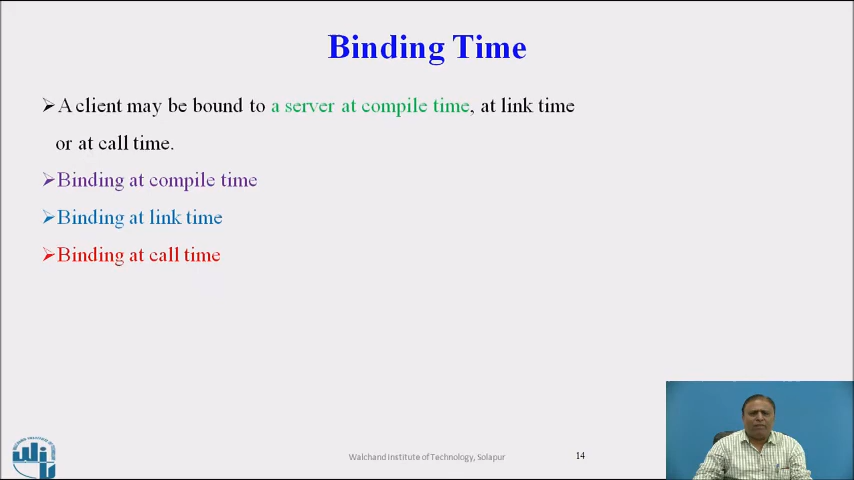 Binding Time
➢A client may be bound to a server at compile time, at link time
or at call time.
➢Binding at compile time
➢Binding at link time
➢Binding at call time
Walchand Institute of Technology, Solapur
14